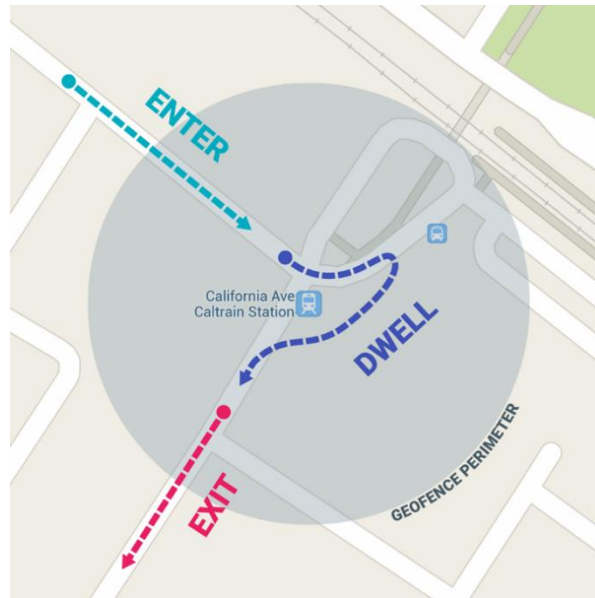 ENTER
California Ave
Caltrain Station
DWELL
GEOFENCE PERIMETER
EXIT